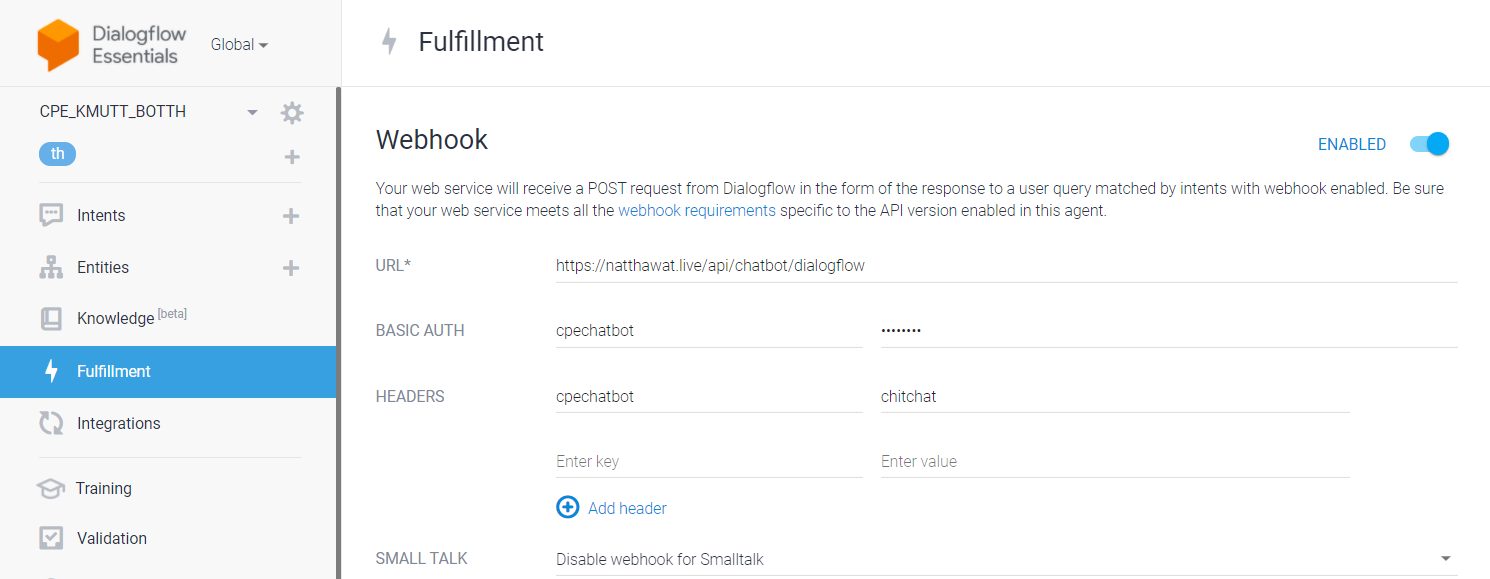 Dialogflow
Essentials
Global
CPE_KMUTT_BOTTH
th
Intents
Entities
Knowledge [beta]
Fulfillment
Integrations
Training
Validation
Fulfillment
Webhook
ENABLED
Your web service will receive a POST request from Dialogflow in the form of the response to a user query matched by intents with webhook enabled. Be sure
that your web service meets all the webhook requirements specific to the API version enabled in this agent.
URL* https://natthawat.live/api/chatbot/dialogflow
BASIC AUTH cpechatbot ••••••••
HEADERS cpechatbot chitchat
Enter key Enter value
Add header
SMALL TALK Disable webhook for Smalltalk